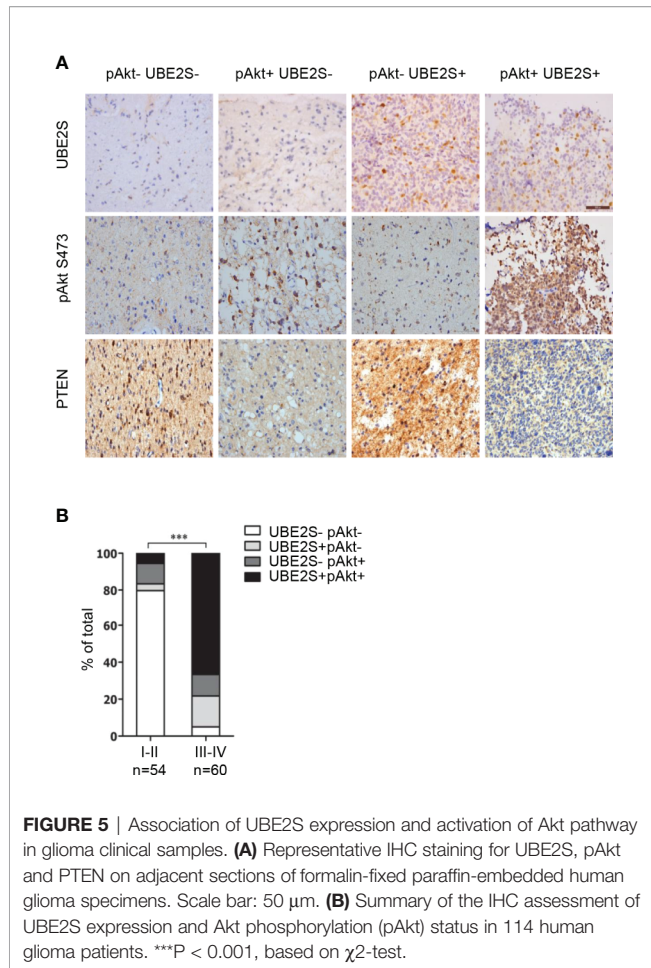 A
pAkt- UBE2S-
pAkt+ UBE2S-
pAkt- UBE2S+
pAkt+ UBE2S+
UBE2S
pAkt S473
PTEN
B
***
UBE2S- pAkt-
UBE2S+pAkt-
UBE2S- pAkt+
UBE2S+pAkt+
% of total
100
80
60
40
20
0
I-II
n=54
III-IV
n=60
FIGURE 5 | Association of UBE2S expression and activation of Akt pathway
in glioma clinical samples. (A) Representative IHC staining for UBE2S, pAkt
and PTEN on adjacent sections of formalin-fixed paraffin-embedded human
glioma specimens. Scale bar: 50 μm. (B) Summary of the IHC assessment of
UBE2S expression and Akt phosphorylation (pAkt) status in 114 human
glioma patients. ***P < 0.001, based on χ2-test.